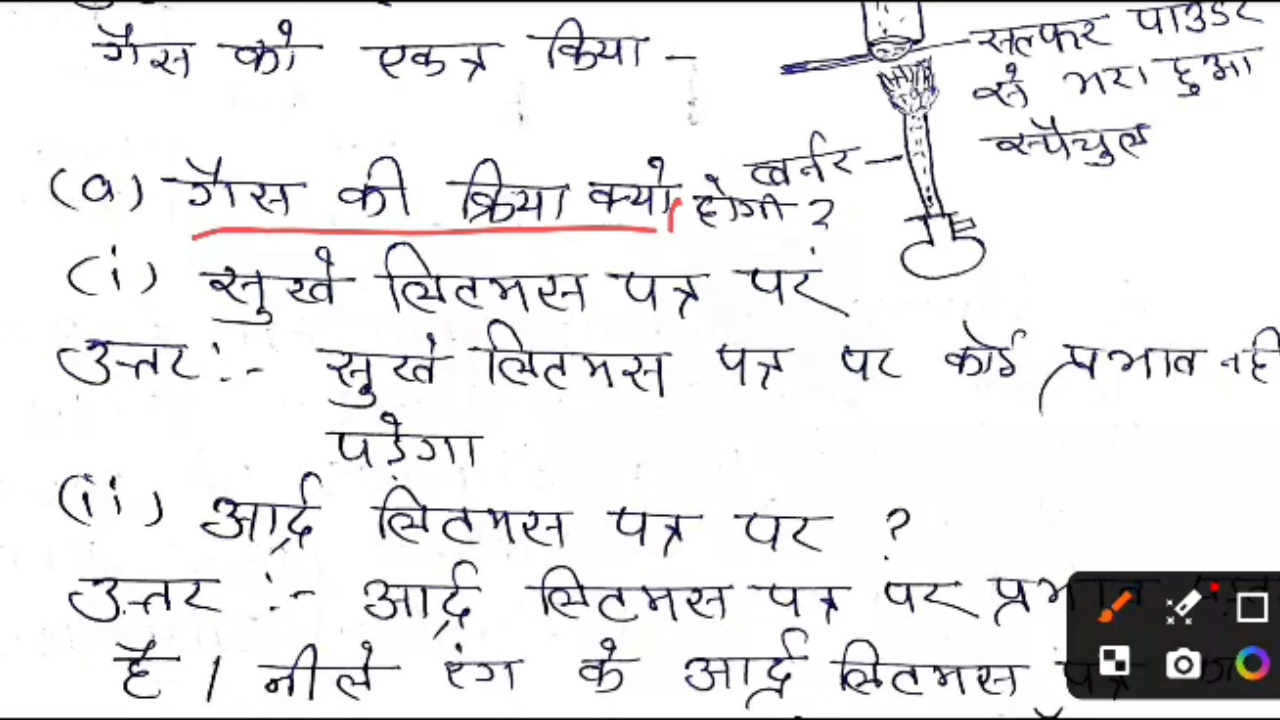 गैस को एकत्र किया -
सल्फर पाउडर
से भरा हुआ
स्पैचुल
बर्नर -
(a) गैस की क्रिया क्यो होगी ?
(i) सुखे लिटमस पत्र पर
उत्तर :- सुखे लिटमस पत्र पर कोई प्रभाव नही
पड़ेगा
(ii) आर्द्र लिटमस पत्र पर ?
उत्तर :- आर्द्र लिटमस पत्र पर
है । नीले रंग के आर्द्र लिटमस